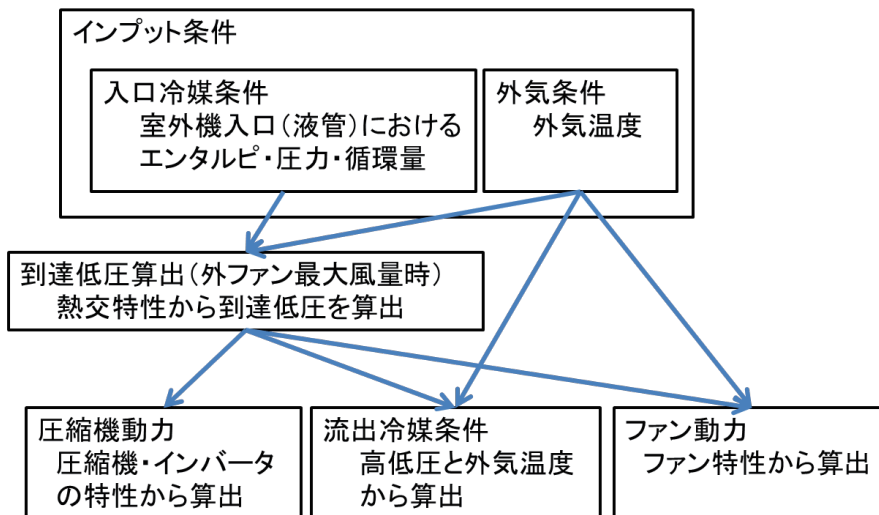 インプット条件
入口冷媒条件
室外機入口(液管)における
エンタルピ・圧力・循環量
外気条件
外気温度
到達低圧算出(外ファン最大風量時)
熱交特性から到達低圧を算出
圧縮機動力
圧縮機・インバータ
の特性から算出
流出冷媒条件
高低圧と外気温度
から算出
ファン動力
ファン特性から算出